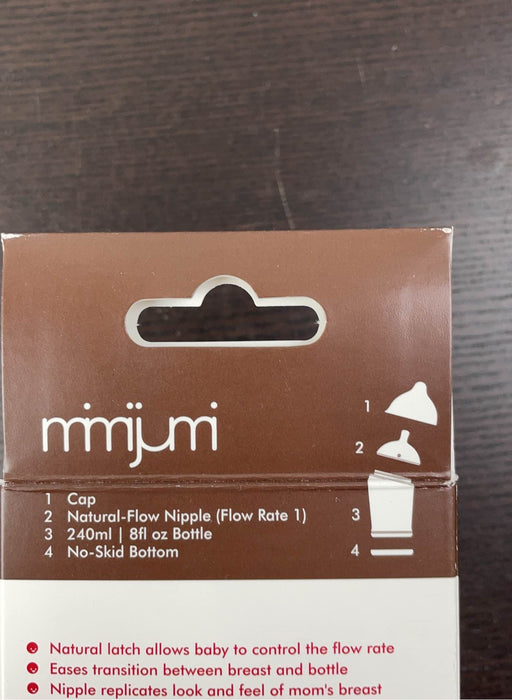 mimijumi
1
2
1 Cap
2 Natural-Flow Nipple (Flow Rate 1)
3 240ml | 8fl oz Bottle
4 No-Skid Bottom
3
4
Natural latch allows baby to control the flow rate
Eases transition between breast and bottle
Nipple replicates look and feel of mom's breast